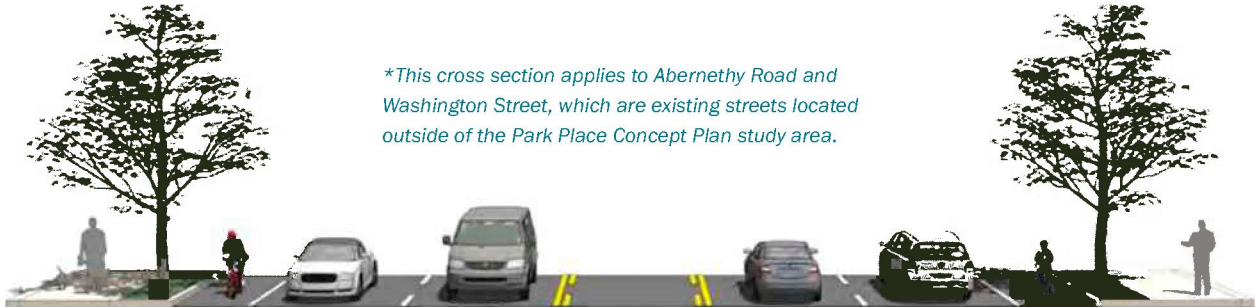 *This cross section applies to Abernethy Road and
Washington Street, which are existing streets located
outside of the Park Place Concept Plan study area.